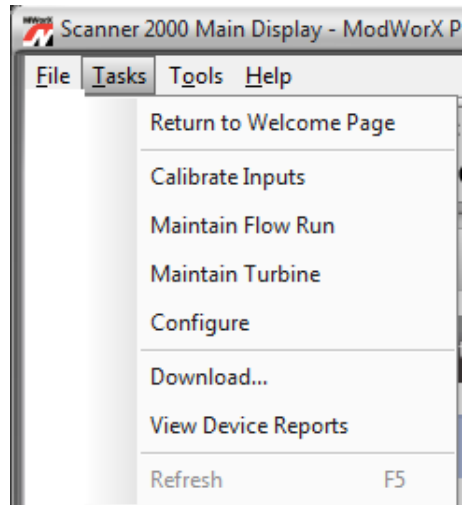 Scanner 2000 Main Display - ModWorX P
File Tasks Tools Help
Return to Welcome Page
Calibrate Inputs
Maintain Flow Run
Maintain Turbine
Configure
Download...
View Device Reports
Refresh F5